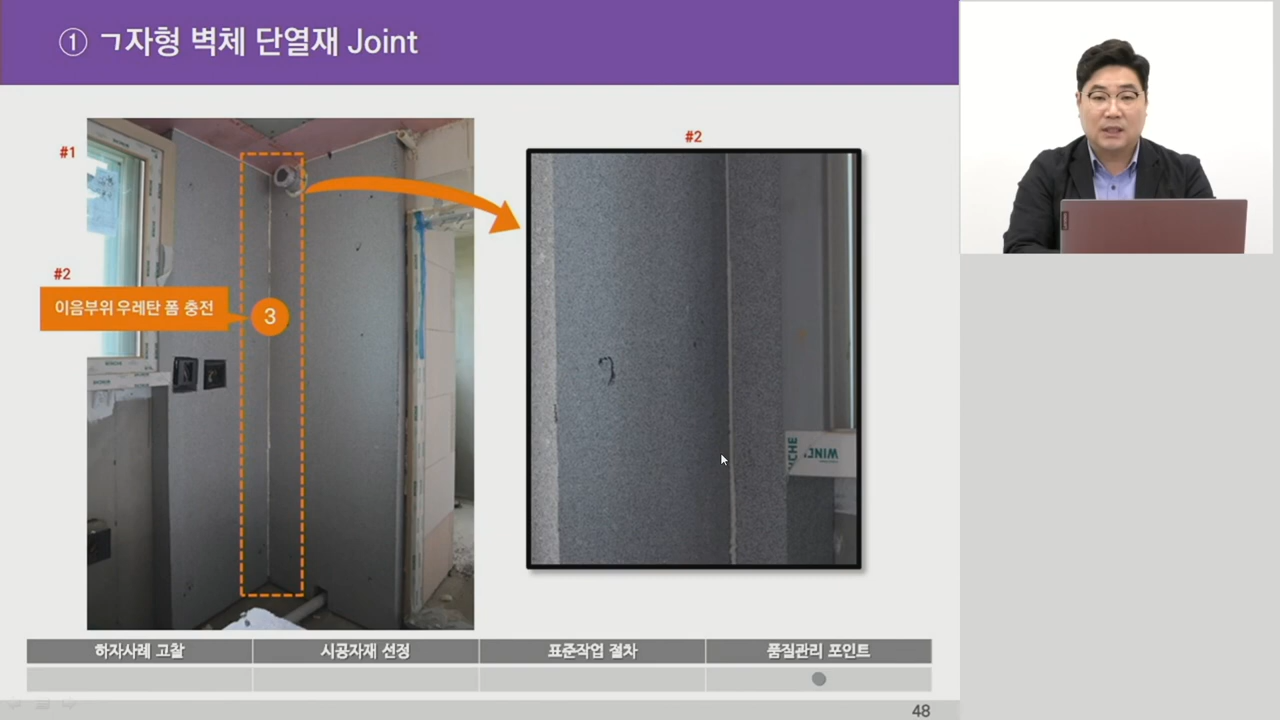 ① ㄱ자형 벽체 단열재 Joint
#1
#2
#2
이음부위 우레탄 폼 충전
3
하자사례 고찰
시공자재 선정
표준작업 절차
품질관리 포인트
48